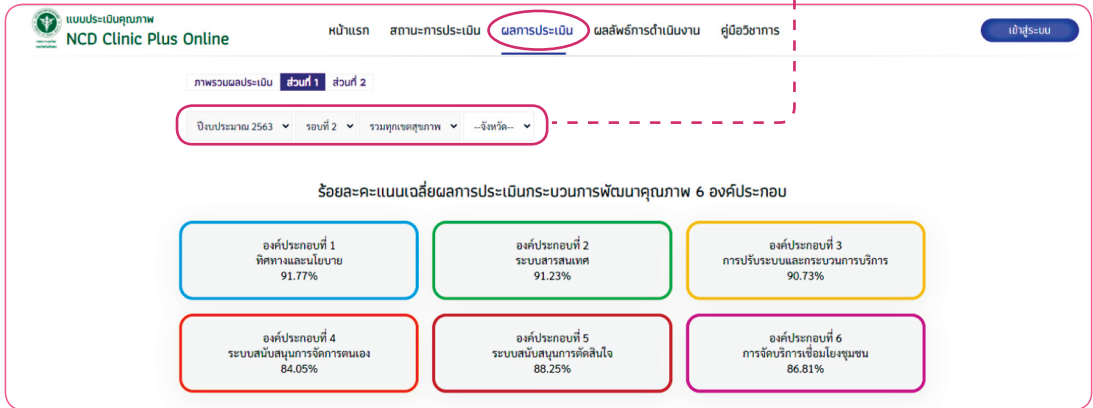 แบบประเมินคุณภาพ
NCD Clinic Plus Online
หน้าแรก สถานะการประเมิน ผลการประเมิน ผลลัพธ์การดำเนินงาน คู่มือวิชาการ
เข้าสู่ระบบ
ภาพรวมผลประเมิน ส่วนที่ 1 ส่วนที่ 2
ปีงบประมาณ 2563 รอบที่ 2 รวมทุกเขตสุขภาพ --จังหวัด--
ร้อยละคะแนนเฉลี่ยผลการประเมินกระบวนการพัฒนาคุณภาพ 6 องค์ประกอบ
องค์ประกอบที่ 1
ทิศทางและนโยบาย
91.77%
องค์ประกอบที่ 2
ระบบสารสนเทศ
91.23%
องค์ประกอบที่ 3
การปรับระบบและกระบวนการบริการ
90.73%
องค์ประกอบที่ 4
ระบบสนับสนุนการจัดการตนเอง
84.05%
องค์ประกอบที่ 5
ระบบสนับสนุนการตัดสินใจ
88.25%
องค์ประกอบที่ 6
การจัดบริการเชื่อมโยงชุมชน
86.81%